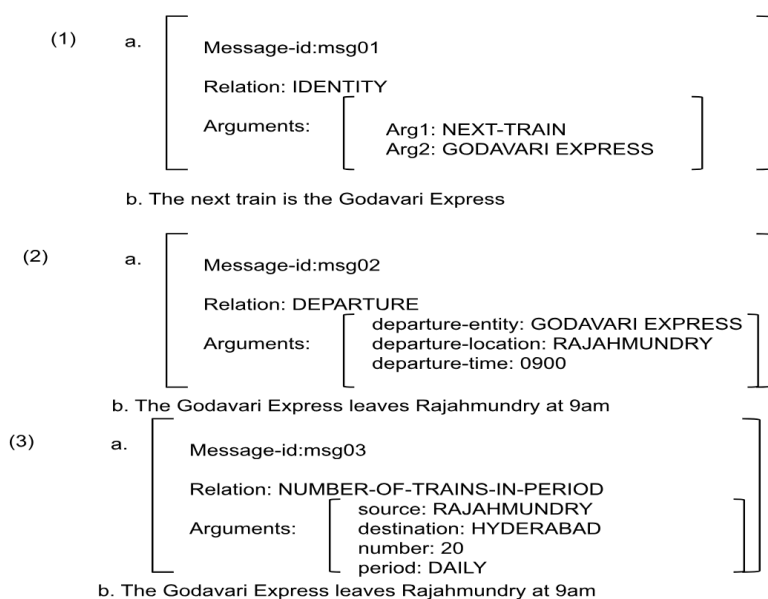 (1) a. Message-id:msg01
Relation: IDENTITY
Arguments: Arg1: NEXT-TRAIN
Arg2: GODAVARI EXPRESS
b. The next train is the Godavari Express
(2) a. Message-id:msg02
Relation: DEPARTURE
departure-entity: GODAVARI EXPRESS
Arguments: departure-location: RAJAHMUNDRY
departure-time: 0900
b. The Godavari Express leaves Rajahmundry at 9am
(3) a. Message-id:msg03
Relation: NUMBER-OF-TRAINS-IN-PERIOD
source: RAJAHMUNDRY
Arguments: destination: HYDERABAD
number: 20
period: DAILY
b. The Godavari Express leaves Rajahmundry at 9am